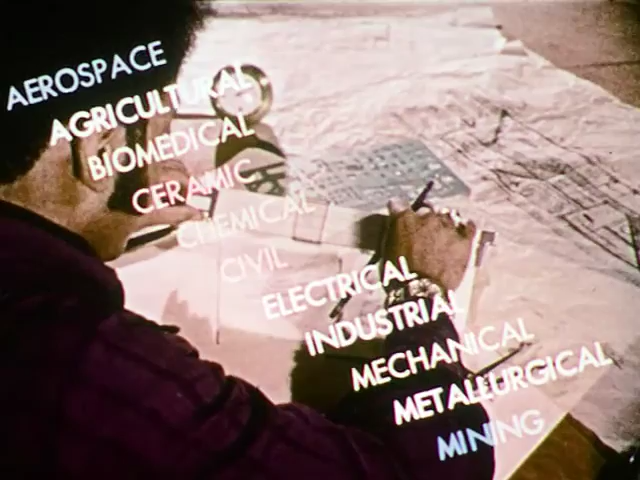 AEROSPACE
AGRICULTURAL
BIOMEDICAL
CERAMIC
CHEMICAL
CIVIL
ELECTRICAL
INDUSTRIAL
MECHANICAL
METALLURGICAL
MINING